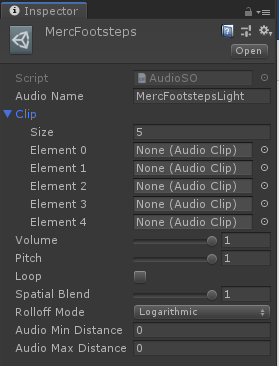 Inspector
MercFootsteps
Open
Script AudioSO
Audio Name MercFootstepsLight
Clip
Size 5
Element 0 None (Audio Clip)
Element 1 None (Audio Clip)
Element 2 None (Audio Clip)
Element 3 None (Audio Clip)
Element 4 None (Audio Clip)
Volume 1
Pitch 1
Loop
Spatial Blend 1
Rolloff Mode Logarithmic
Audio Min Distance 0
Audio Max Distance 0